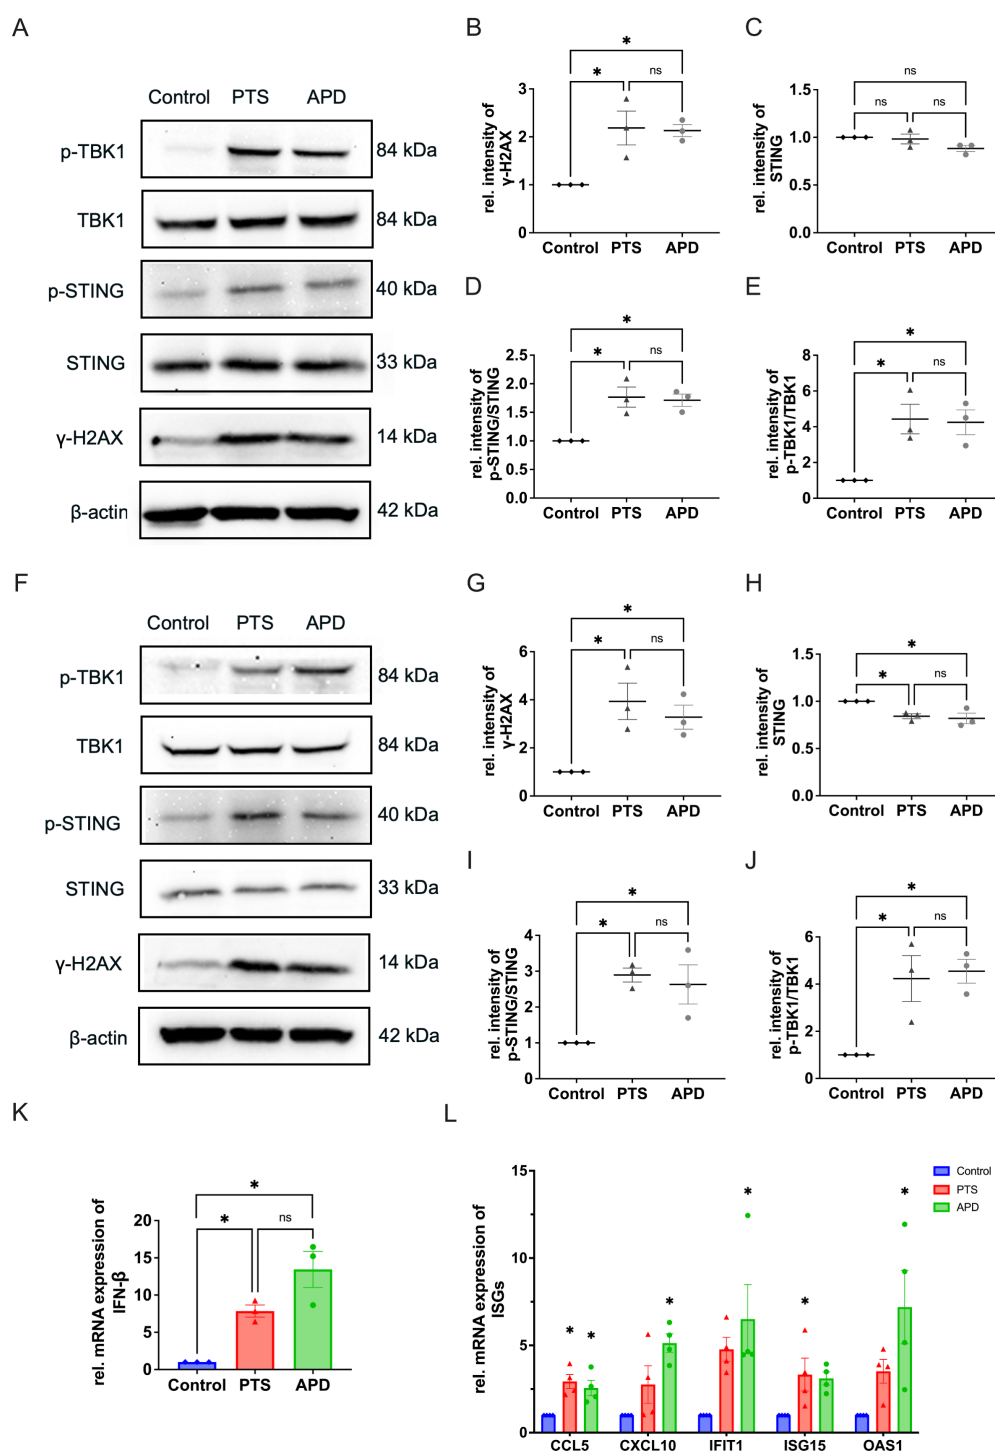 A
Control PTS APD
p-TBK1 84 kDa
TBK1 84 kDa
p-STING 40 kDa
STING 33 kDa
γ-H2AX 14 kDa
β-actin 42 kDa
B
*
* ns
rel. intensity of
γ-H2AX
3
2
1
0
Control PTS APD
C
ns
ns ns
rel. intensity of
STING
1.5
1.0
0.5
0.0
Control PTS APD
D
*
* ns
rel. intensity of
p-STING/STING
2.5
2.0
1.5
1.0
0.5
0.0
Control PTS APD
E
*
* ns
rel. intensity of
p-TBK1/TBK1
8
6
4
2
0
Control PTS APD
F
Control PTS APD
p-TBK1 84 kDa
TBK1 84 kDa
p-STING 40 kDa
STING 33 kDa
γ-H2AX 14 kDa
β-actin 42 kDa
G
*
* ns
rel. intensity of
γ-H2AX
6
4
2
0
Control PTS APD
H
*
* ns
rel. intensity of
STING
1.5
1.0
0.5
0.0
Control PTS APD
I
*
* ns
rel. intensity of
p-STING/STING
4
3
2
1
0
Control PTS APD
J
*
* ns
rel. intensity of
p-TBK1/TBK1
6
4
2
0
Control PTS APD
K
*
* ns
rel. mRNA expression of
IFN-β
20
15
10
5
0
Control PTS APD
L
rel. mRNA expression of
ISGs
15
10
5
0
* * * * * *
CCL5 CXCL10 IFIT1 ISG15 OAS1
Control
PTS
APD